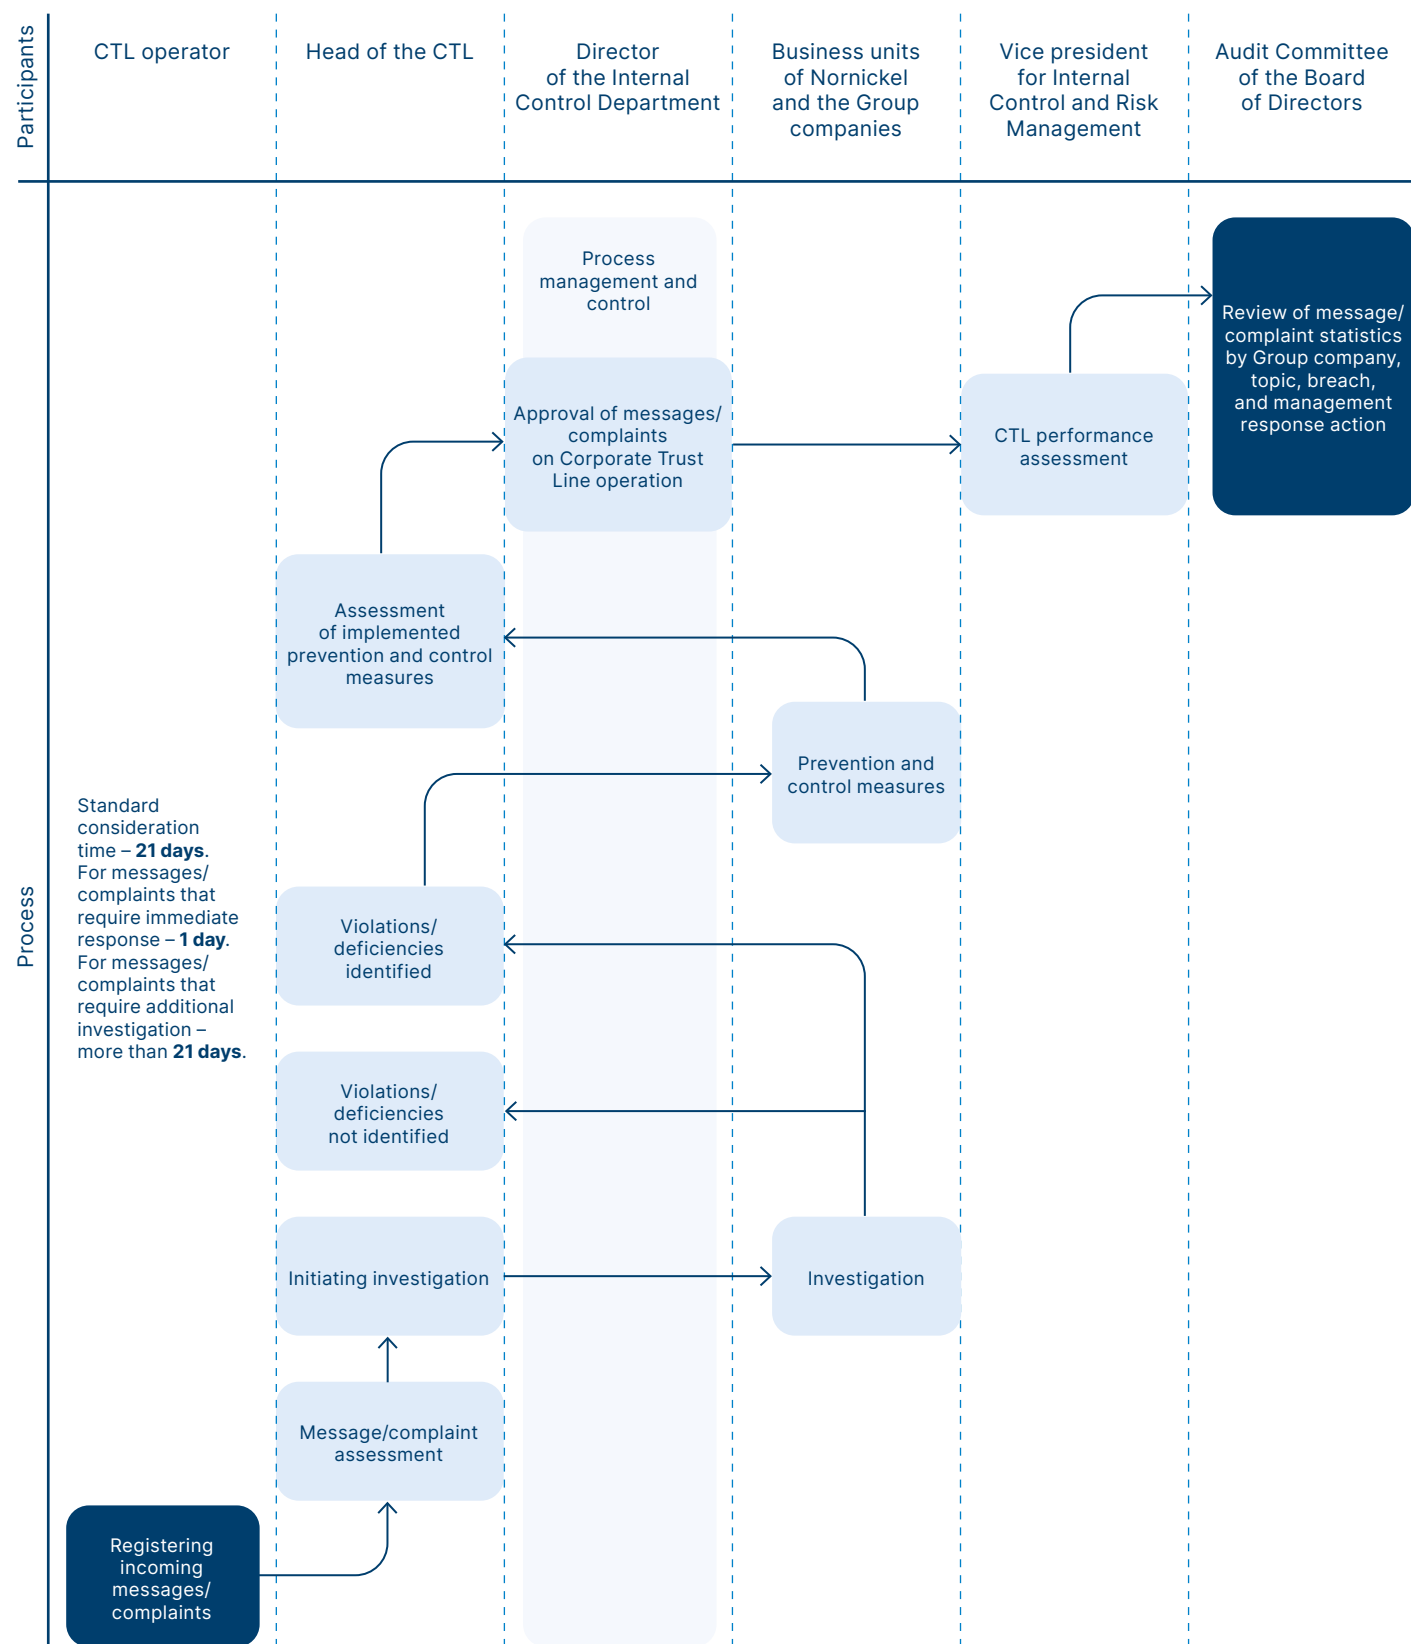 Participants
CTL operator
Head of the CTL
Director
of the Internal
Control Department
Business units
of Nornickel
and the Group
companies
Vice president
for Internal
Control and Risk
Management
Audit Committee
of the Board
of Directors
Process
Process
management and
control
Review of message/
complaint statistics
by Group company,
topic, breach,
and management
response action
Approval of messages/
complaints
on Corporate Trust
Line operation
CTL performance
assessment
Assessment
of implemented
prevention and control
measures
Prevention and
control measures
Standard
consideration
time – 21 days.
For messages/
complaints that
require immediate
response – 1 day.
For messages/
complaints that
require additional
investigation –
more than 21 days.
Violations/
deficiencies
identified
Violations/
deficiencies
not identified
Initiating investigation
Investigation
Message/complaint
assessment
Registering
incoming
messages/
complaints